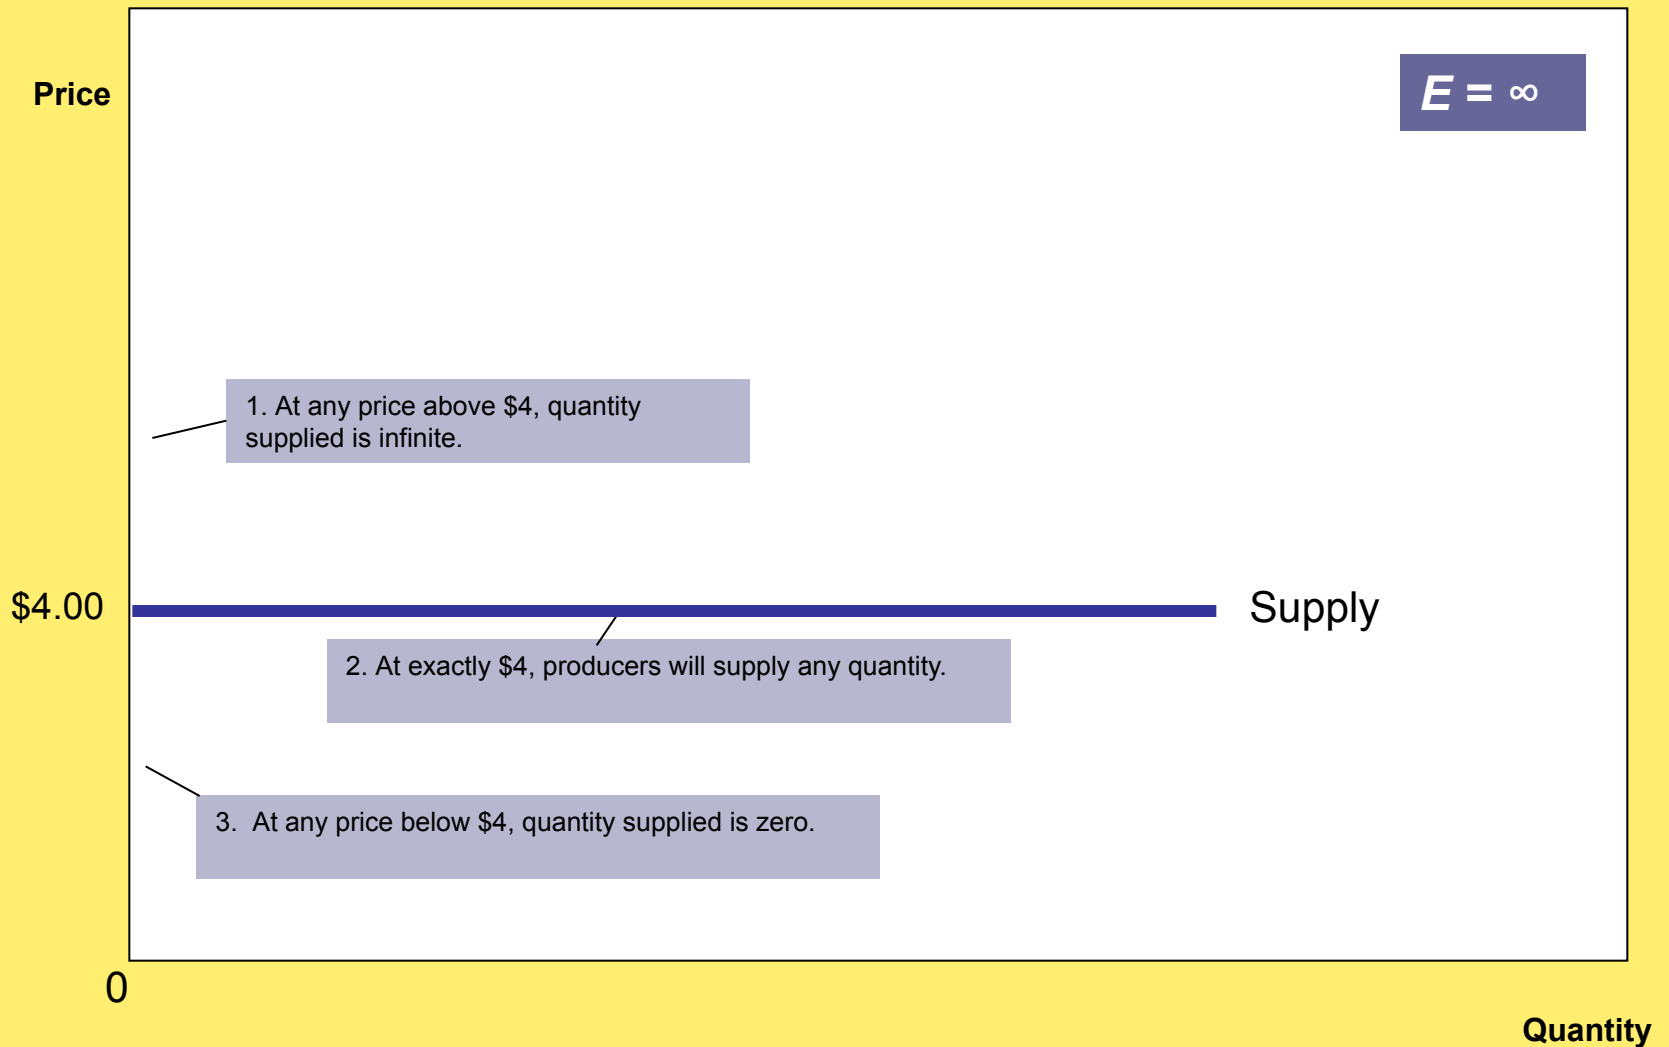 Price
E = ∞
1. At any price above $4, quantity
supplied is infinite.
$4.00
Supply
2. At exactly $4, producers will supply any quantity.
3.  At any price below $4, quantity supplied is zero.
0
Quantity